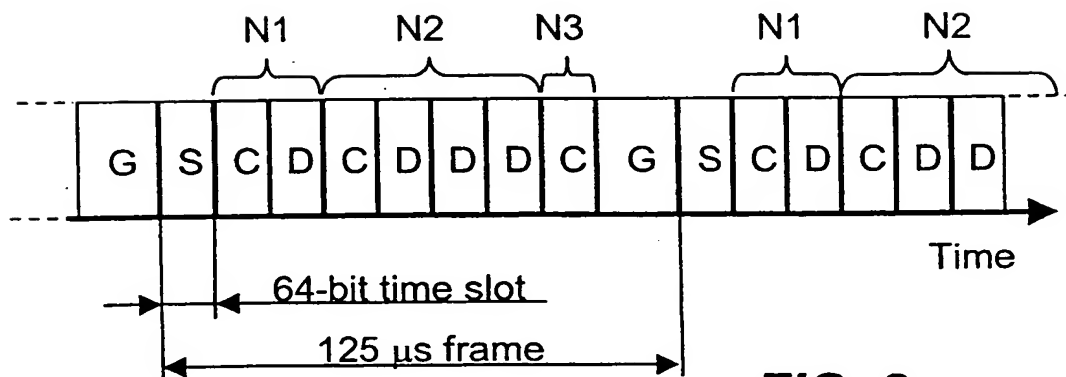 N1 N2 N3 N1 N2
G S C D C D D D C G S C D C D D
Time
64-bit time slot
125 µs frame